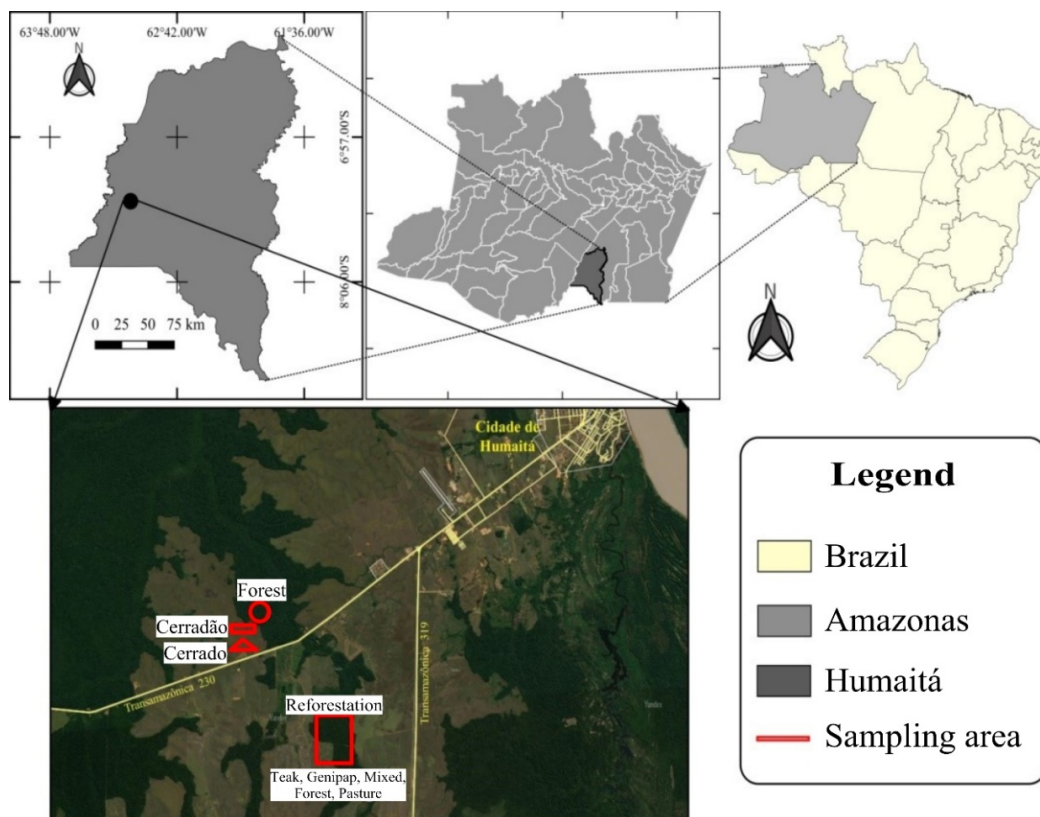 63°48.00'W 62°42.00'W 61°36.00'W
N
6°57.00'S
8°06.00'S
0 25 50 75 km
N
Cidade de
Humaitá
Forest
Cerradão
Cerrado
Transamazônica 230
Transamazônica 319
Reforestation
Teak, Genipap, Mixed,
Forest, Pasture
Yandex
Legend
Brazil
Amazonas
Humaitá
Sampling area